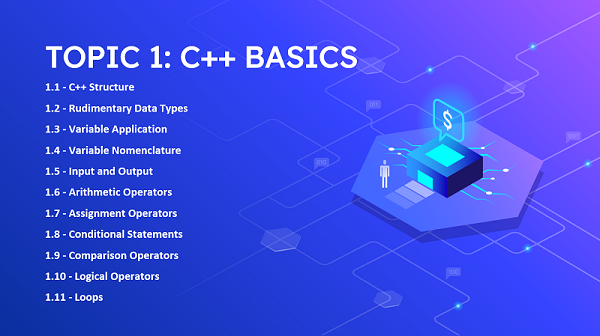 TOPIC 1: C++ BASICS
1.1 - C++ Structure
1.2 - Rudimentary Data Types
1.3 - Variable Application
1.4 - Variable Nomenclature
1.5 - Input and Output
1.6 - Arithmetic Operators
1.7 - Assignment Operators
1.8 - Conditional Statements
1.9 - Comparison Operators
1.10 - Logical Operators
1.11 - Loops
$